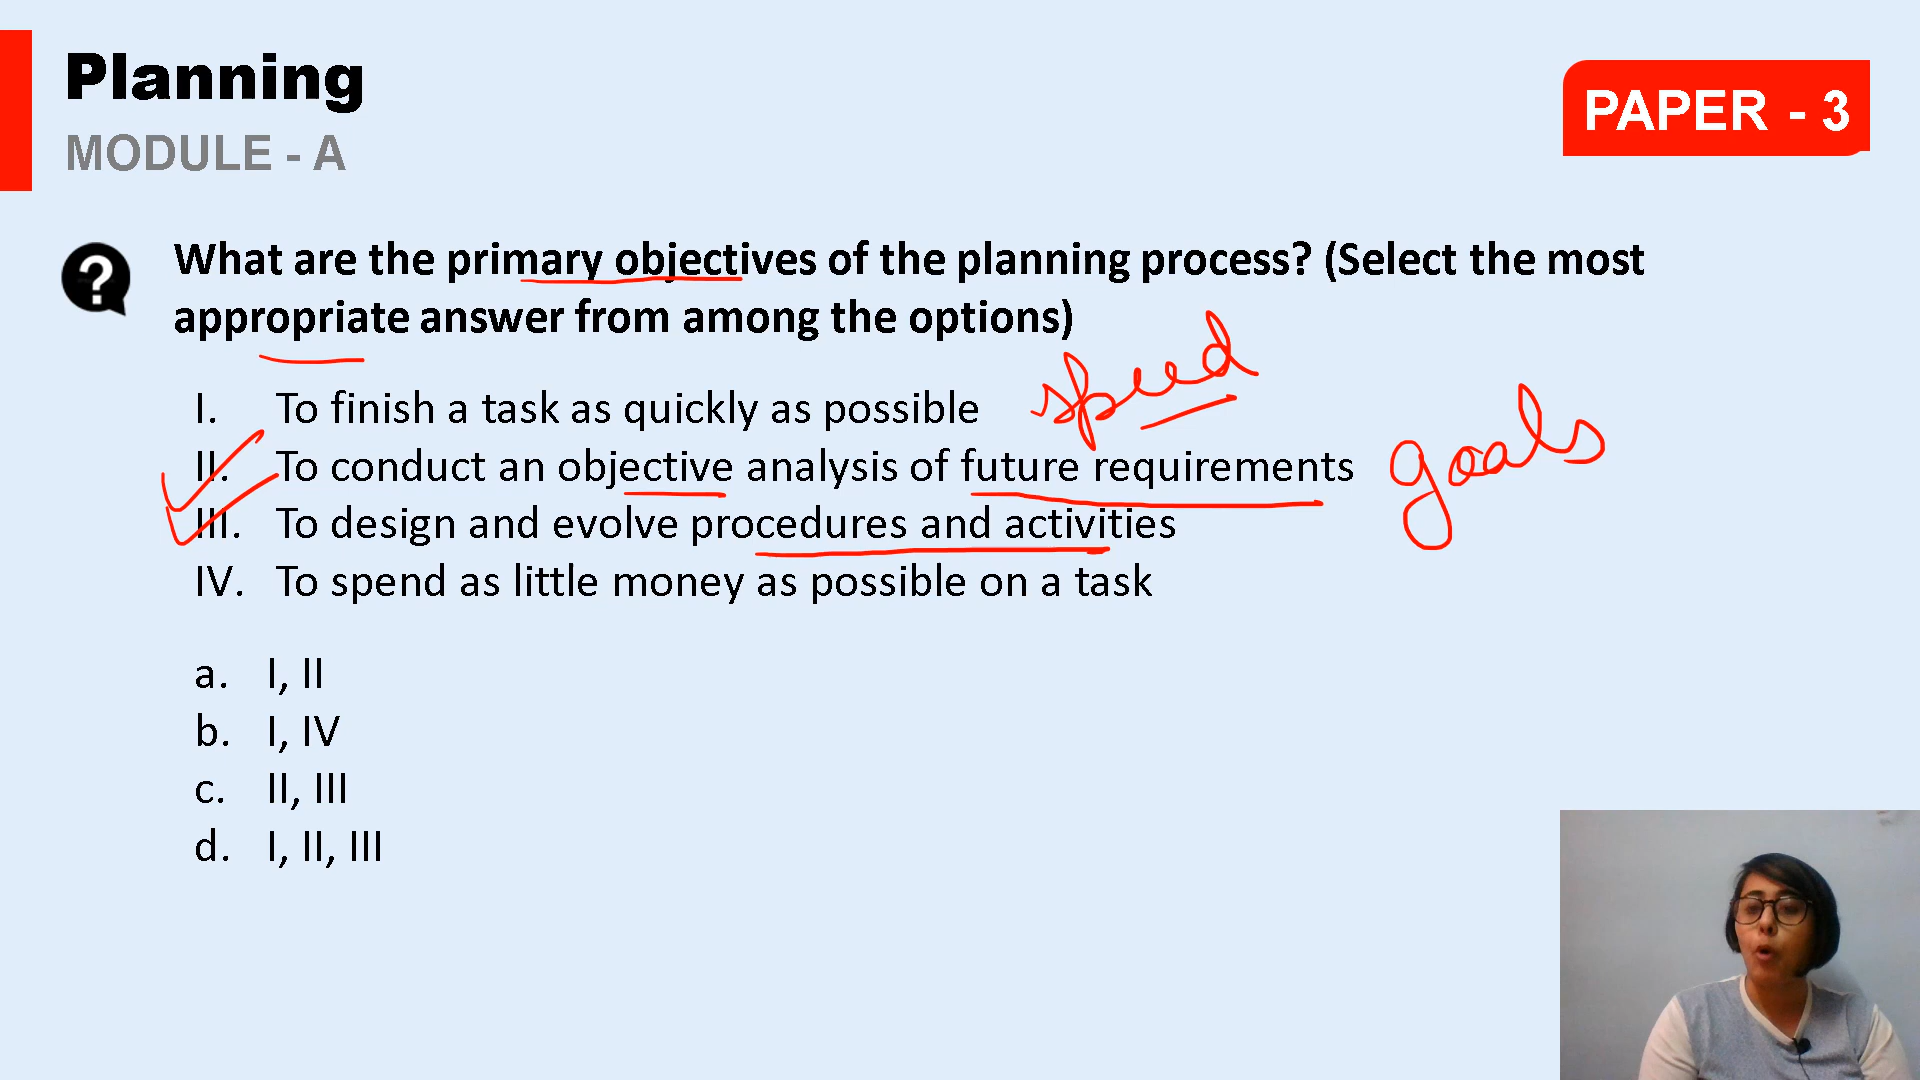 Planning
MODULE - A
PAPER - 3
What are the primary objectives of the planning process? (Select the most
appropriate answer from among the options)
I. To finish a task as quickly as possible
speed
II. To conduct an objective analysis of future requirements
goals
III. To design and evolve procedures and activities
IV. To spend as little money as possible on a task
a. I, II
b. I, IV
c. II, III
d. I, II, III